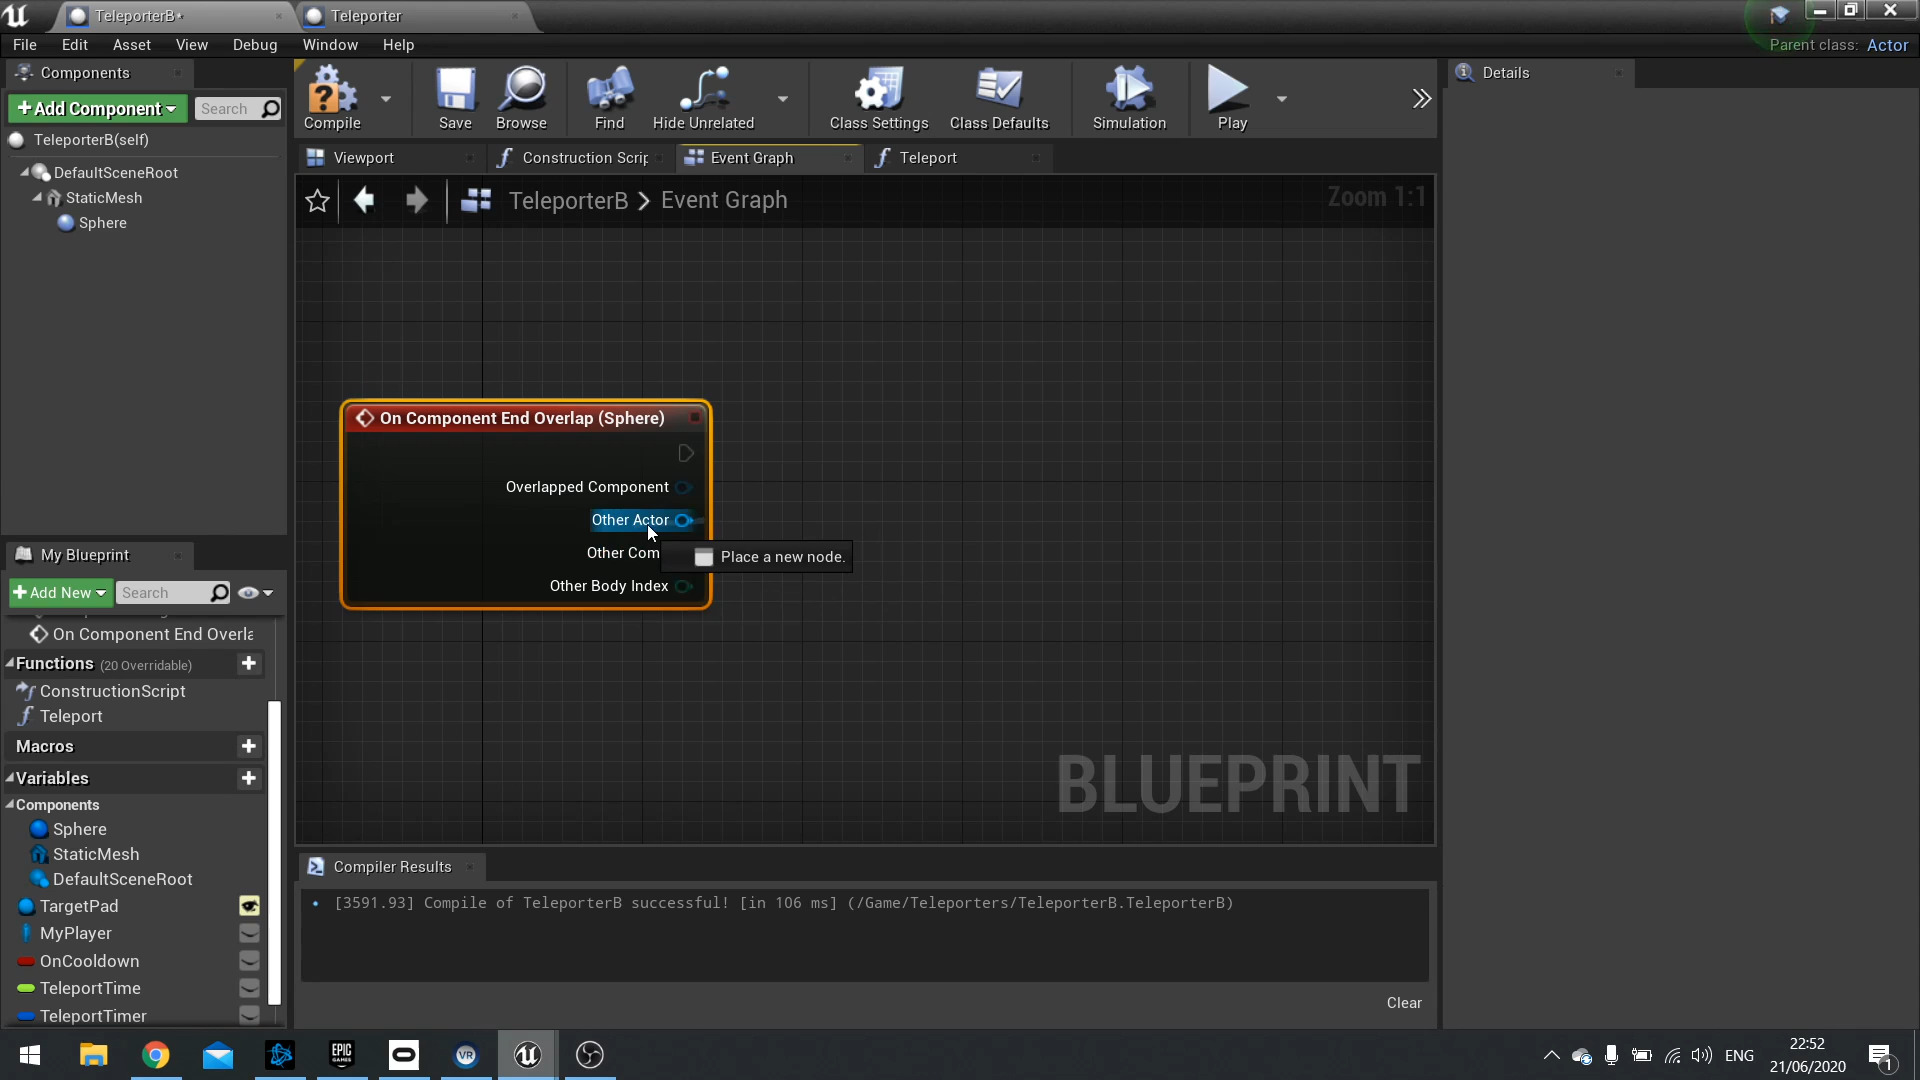 TeleporterB*
Teleporter
File Edit Asset View Debug Window Help
Parent class: Actor
Components
Details
+Add Component
Search
Compile
Save
Browse
Find
Hide Unrelated
Class Settings
Class Defaults
Simulation
Play
TeleporterB(self)
DefaultSceneRoot
StaticMesh
Sphere
Viewport
Construction Scrip
Event Graph
Teleport
TeleporterB > Event Graph
Zoom 1:1
On Component End Overlap (Sphere)
Overlapped Component
Other Actor
Other Com
Place a new node.
Other Body Index
BLUEPRINT
My Blueprint
+Add New
Search
On Component End Overla
Functions (20 Overridable)
ConstructionScript
Teleport
Macros
Variables
Components
Sphere
StaticMesh
DefaultSceneRoot
TargetPad
MyPlayer
OnCooldown
TeleportTime
TeleportTimer
Compiler Results
[3591.93] Compile of TeleporterB successful! [in 106 ms] (/Game/Teleporters/TeleporterB.TeleporterB)
Clear
EPIC
GAMES
VR
ENG
22:52
21/06/2020
1